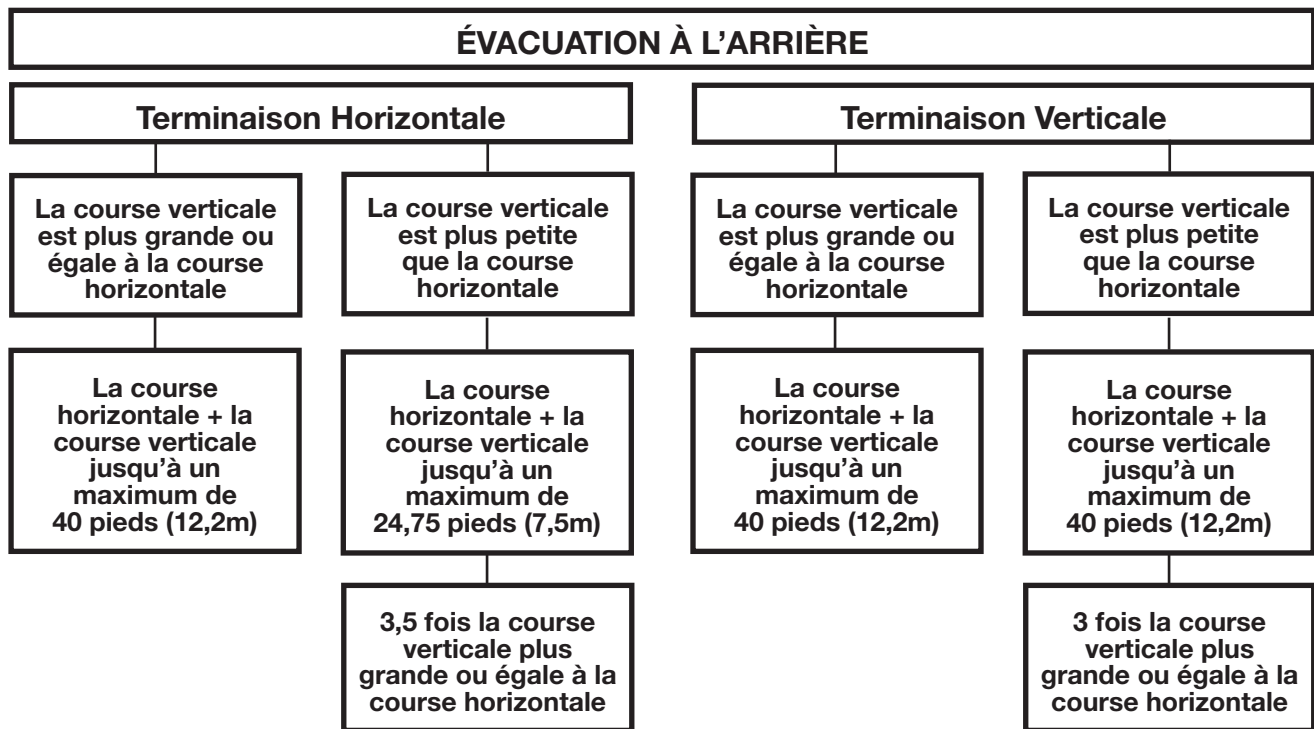 ÉVACUATION À L’ARRIÈRE
Terminaison Horizontale
La course verticale
est plus grande ou
égale à la course
horizontale
La course
horizontale + la
course verticale
jusqu’à un
maximum de
40 pieds (12,2m)
La course verticale
est plus petite
que la course
horizontale
La course
horizontale + la
course verticale
jusqu’à un
maximum de
24,75 pieds (7,5m)
3,5 fois la course
verticale plus
grande ou égale à la
course horizontale
Terminaison Verticale
La course verticale
est plus grande ou
égale à la course
horizontale
La course
horizontale + la
course verticale
jusqu’à un
maximum de
40 pieds (12,2m)
La course verticale
est plus petite
que la course
horizontale
La course
horizontale + la
course verticale
jusqu’à un
maximum de
40 pieds (12,2m)
3 fois la course
verticale plus
grande ou égale à la
course horizontale